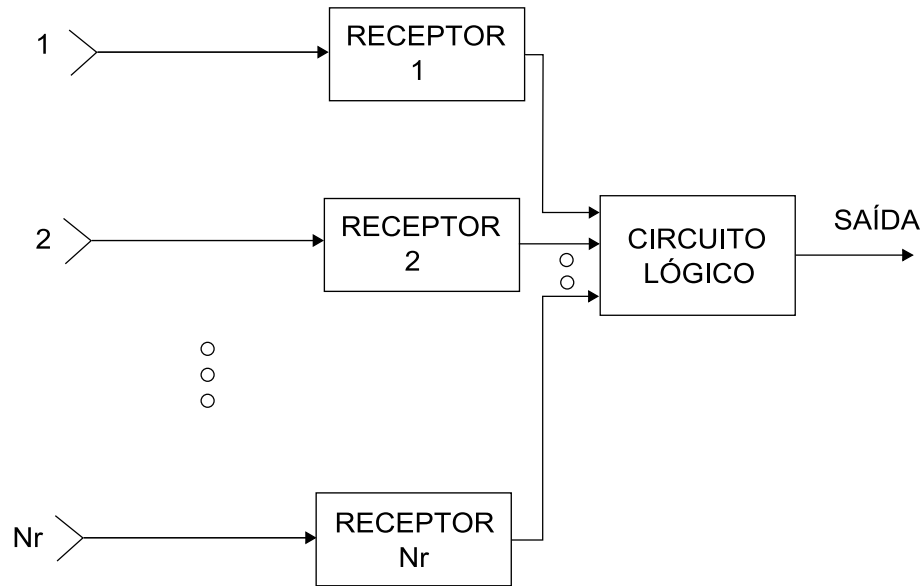 1
RECEPTOR
1
2
RECEPTOR
2
CIRCUITO
LÓGICO
SAÍDA
Nr
RECEPTOR
Nr